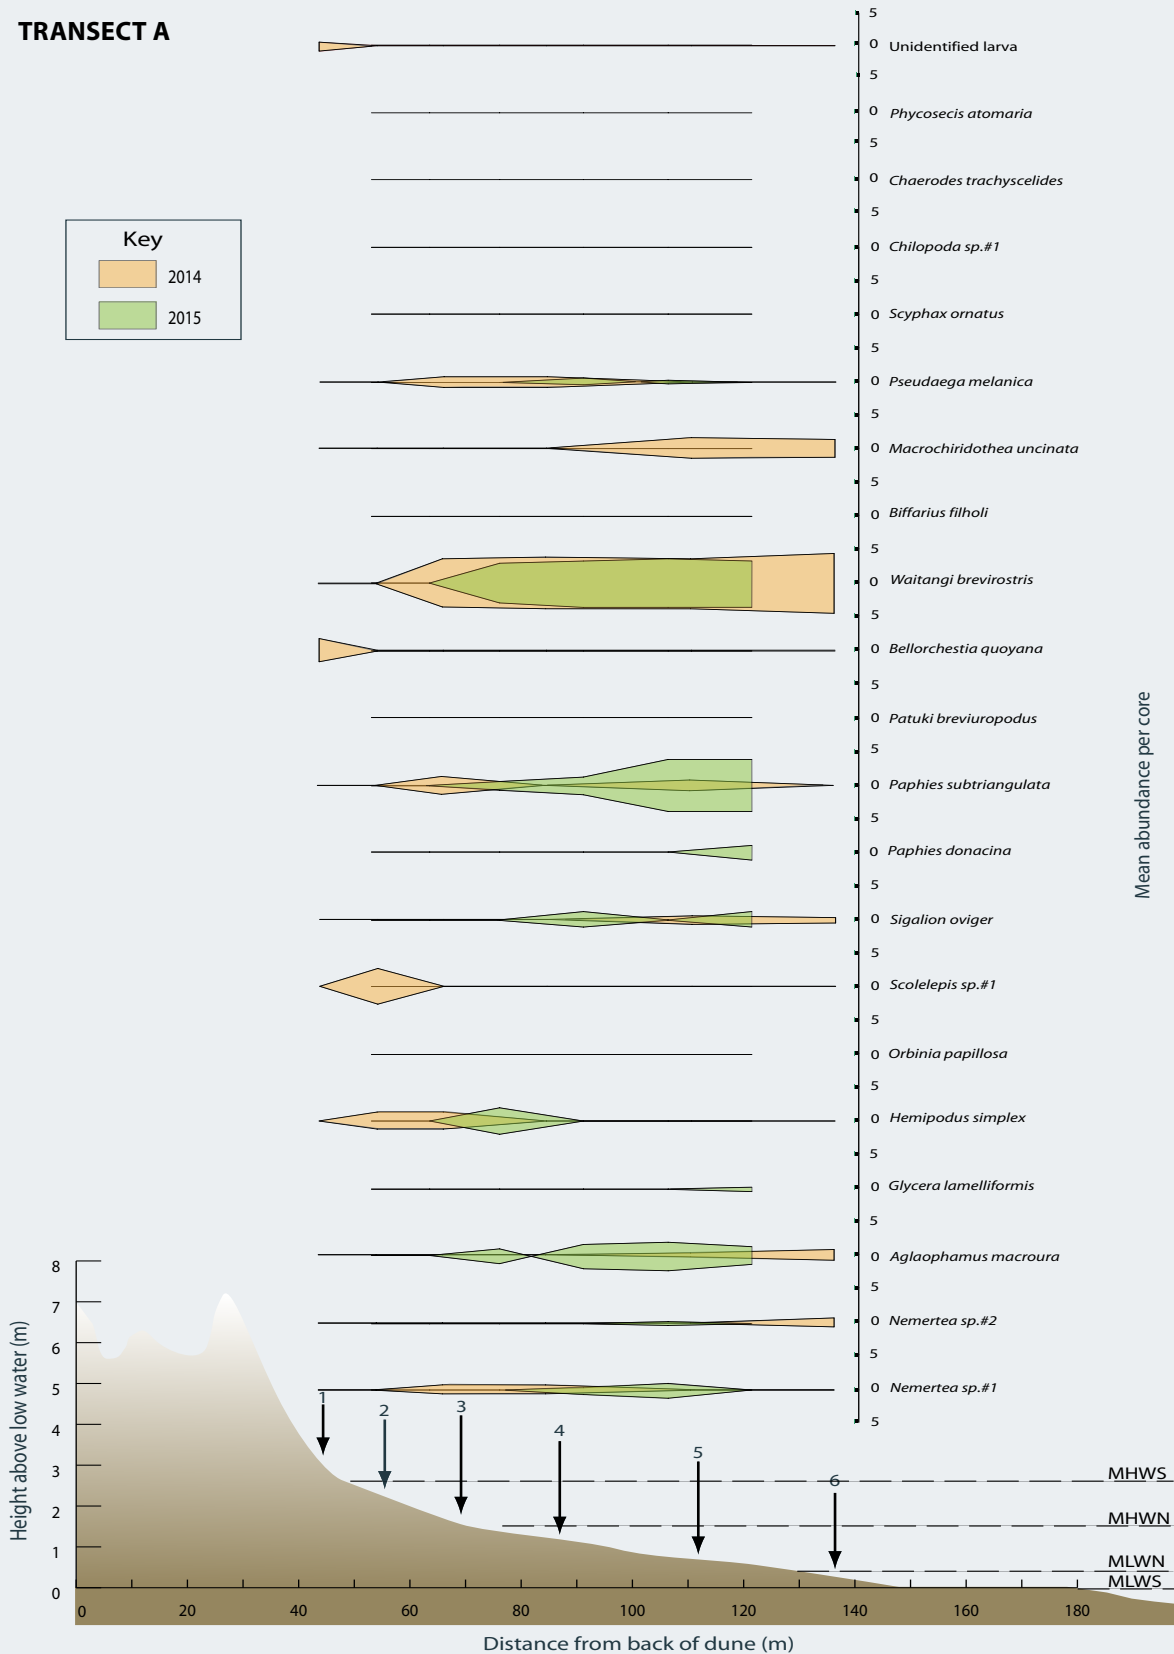 TRANSECT A
Key
2014
2015
5
0 Unidentified larva
5
0 Phycosecis atomaria
5
0 Chaerodes trachyscelides
5
0 Chilopoda sp.#1
5
0 Scyphax ornatus
5
0 Pseudaega melanica
5
0 Macrochiridothea uncinata
5
0 Biffarius filholi
5
0 Waitangi brevirostris
5
0 Bellorchestia quoyana
5
0 Patuki breviuropodus
5
0 Paphies subtriangulata
5
0 Paphies donacina
5
0 Sigalion oviger
5
0 Scolelepis sp.#1
5
0 Orbinia papillosa
5
0 Hemipodus simplex
5
0 Glycera lamelliformis
5
0 Aglaophamus macroura
5
0 Nemertea sp.#2
5
0 Nemertea sp.#1
5
Mean abundance per core
Height above low water (m)
8
7
6
5
4
3
2
1
0
1
2
3
4
5
6
MHWS
MHWN
MLWN
MLWS
0 20 40 60 80 100 120 140 160 180
Distance from back of dune (m)